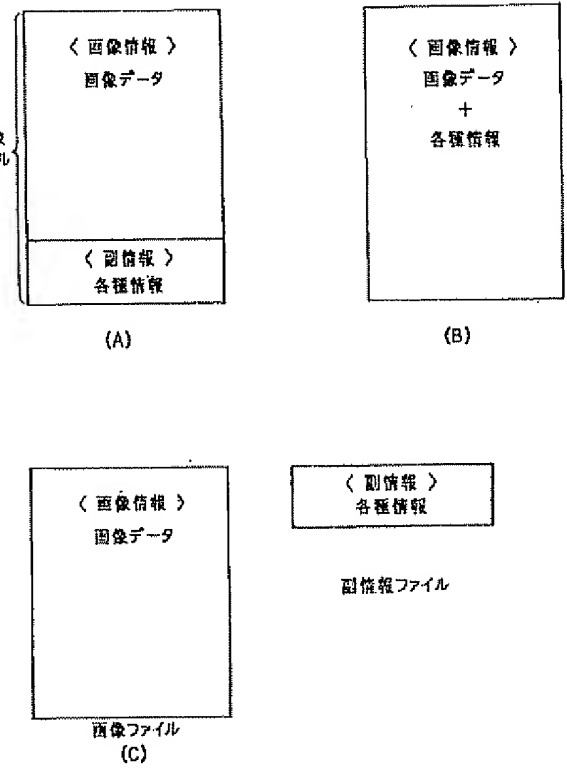 〈 画像情報 〉
画像データ
〈 副情報 〉
各種情報
(A)
〈 画像情報 〉
画像データ
+
各種情報
(B)
〈 画像情報 〉
画像データ
画像ファイル
(C)
〈 副情報 〉
各種情報
副情報ファイル